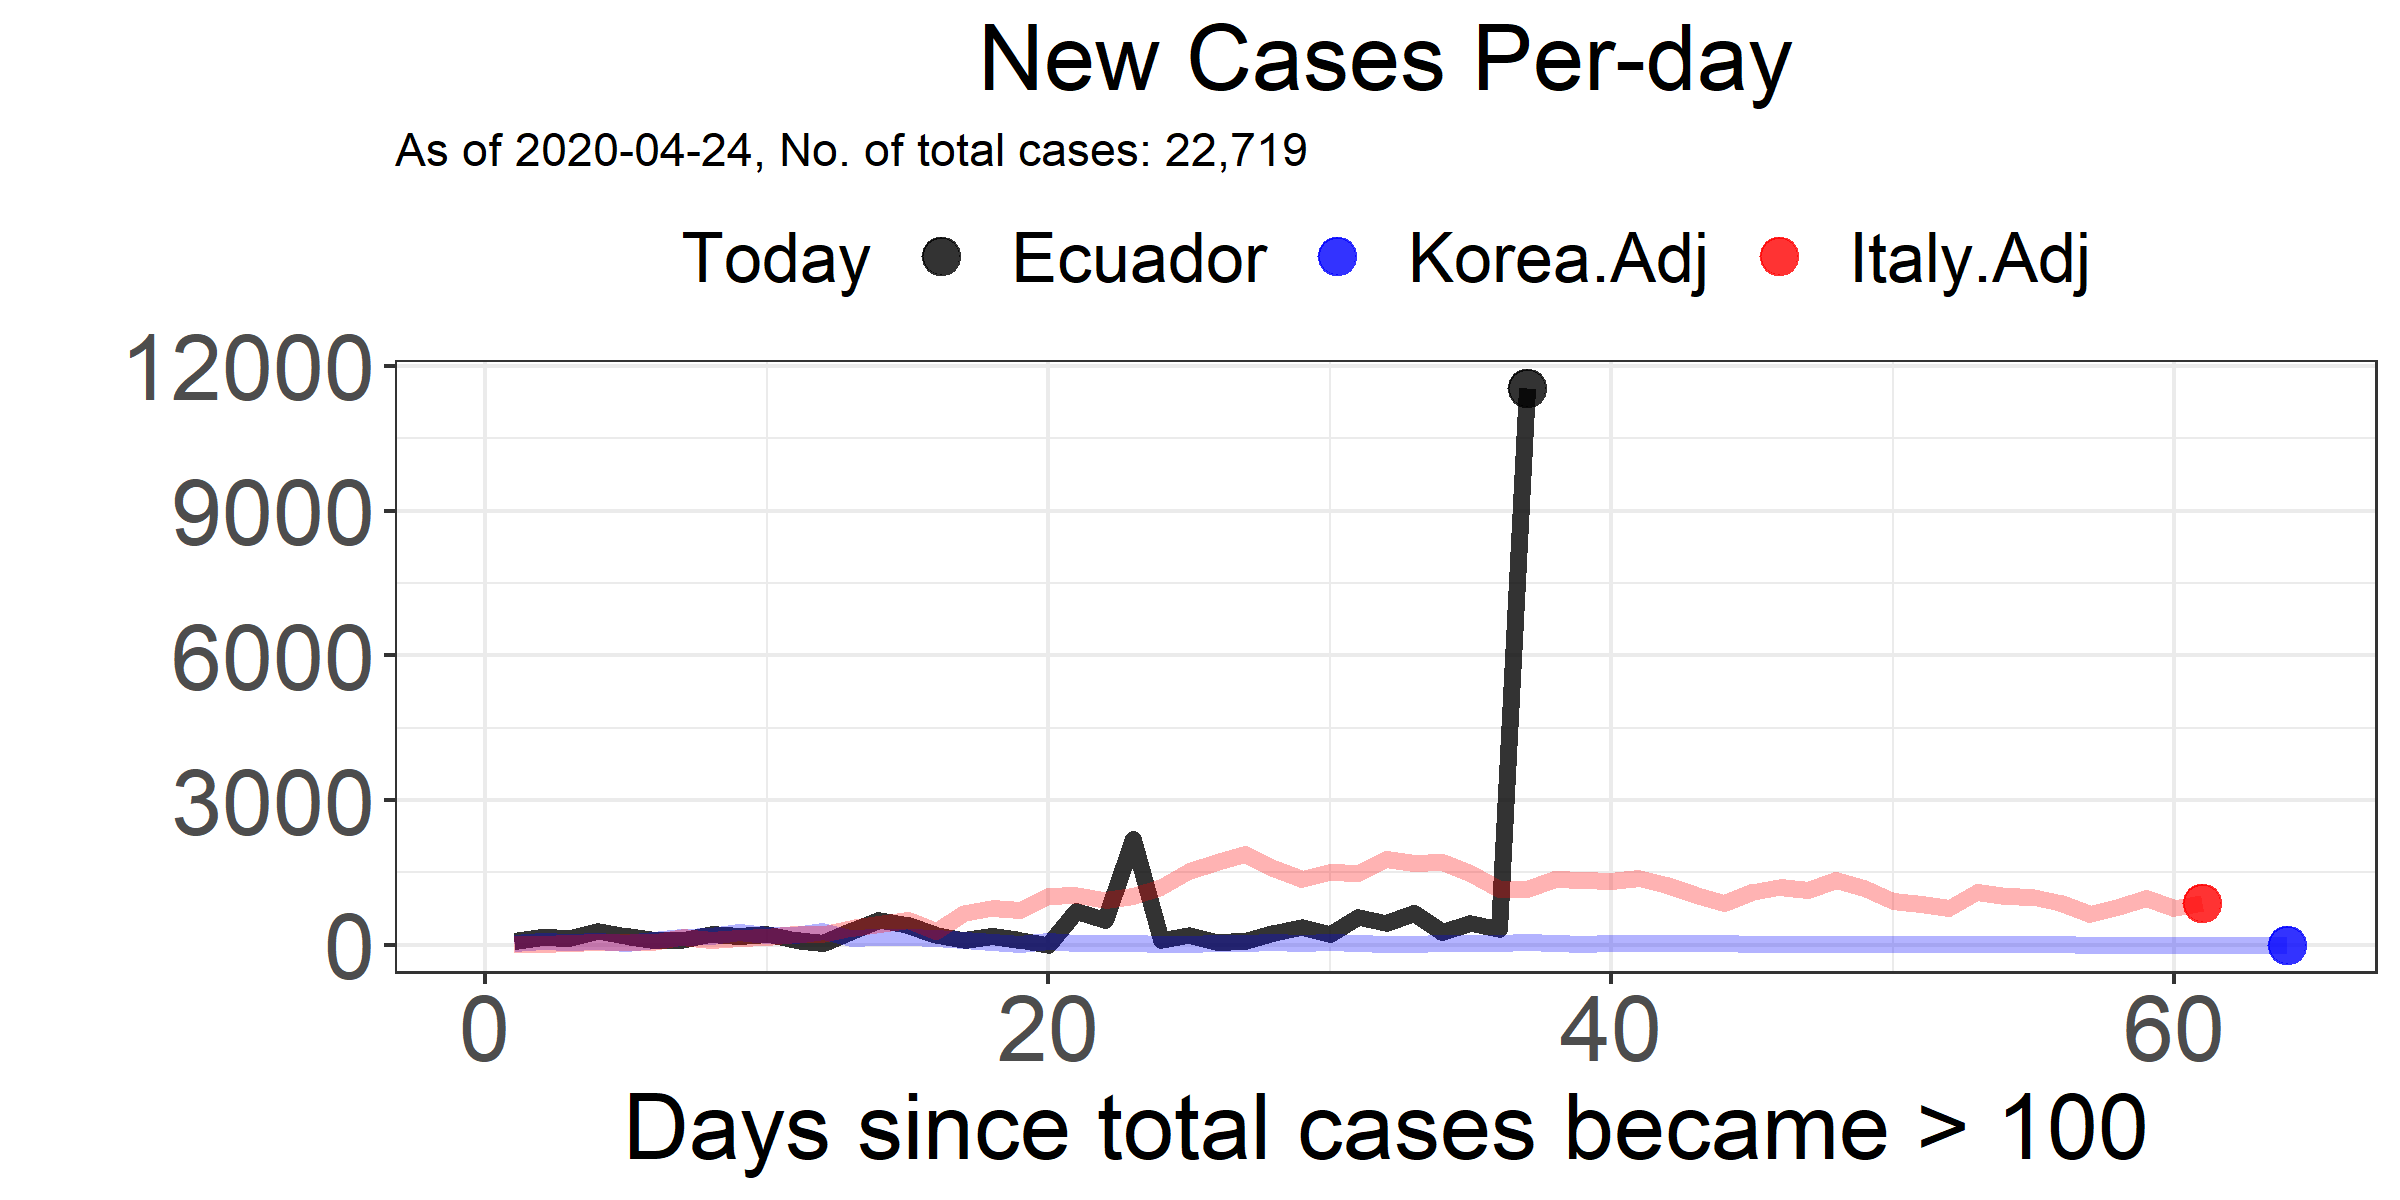 New Cases Per-day
As of 2020-04-24, No. of total cases: 22,719
Today Ecuador Korea.Adj Italy.Adj
12000
9000
6000
3000
0
0 20 40 60
Days since total cases became > 100